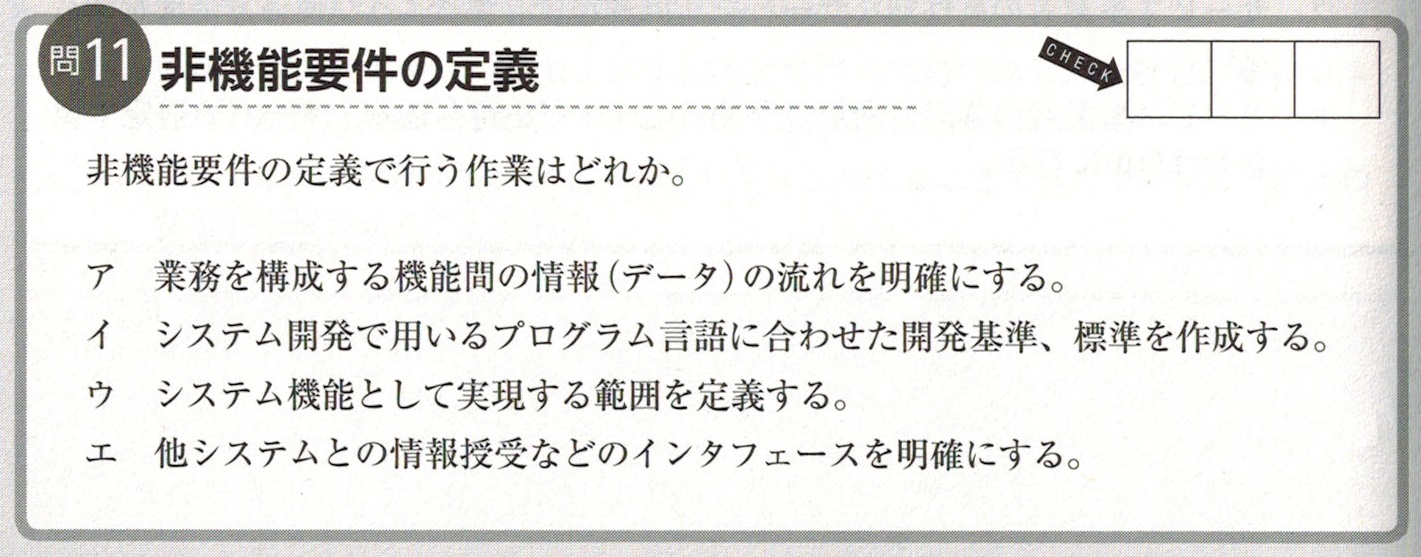 問11 非機能要件の定義
CHECK
非機能要件の定義で行う作業はどれか。
ア 業務を構成する機能間の情報(データ)の流れを明確にする。
イ システム開発で用いるプログラム言語に合わせた開発基準、標準を作成する。
ウ システム機能として実現する範囲を定義する。
エ 他システムとの情報授受などのインタフェースを明確にする。